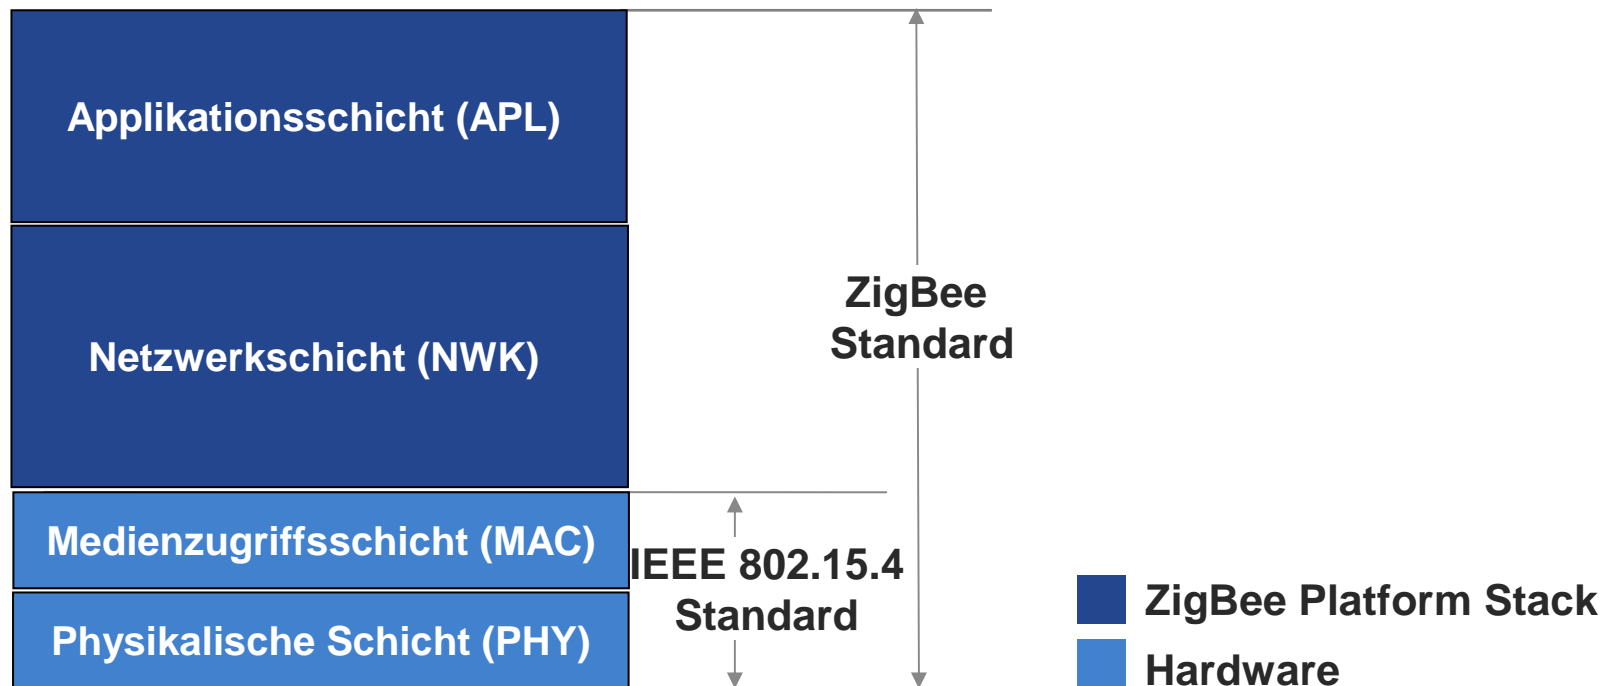 Applikationsschicht (APL)
Netzwerkschicht (NWK)
Medienzugriffsschicht (MAC)
Physikalische Schicht (PHY)
ZigBee
Standard
IEEE 802.15.4
Standard
ZigBee Platform Stack
Hardware